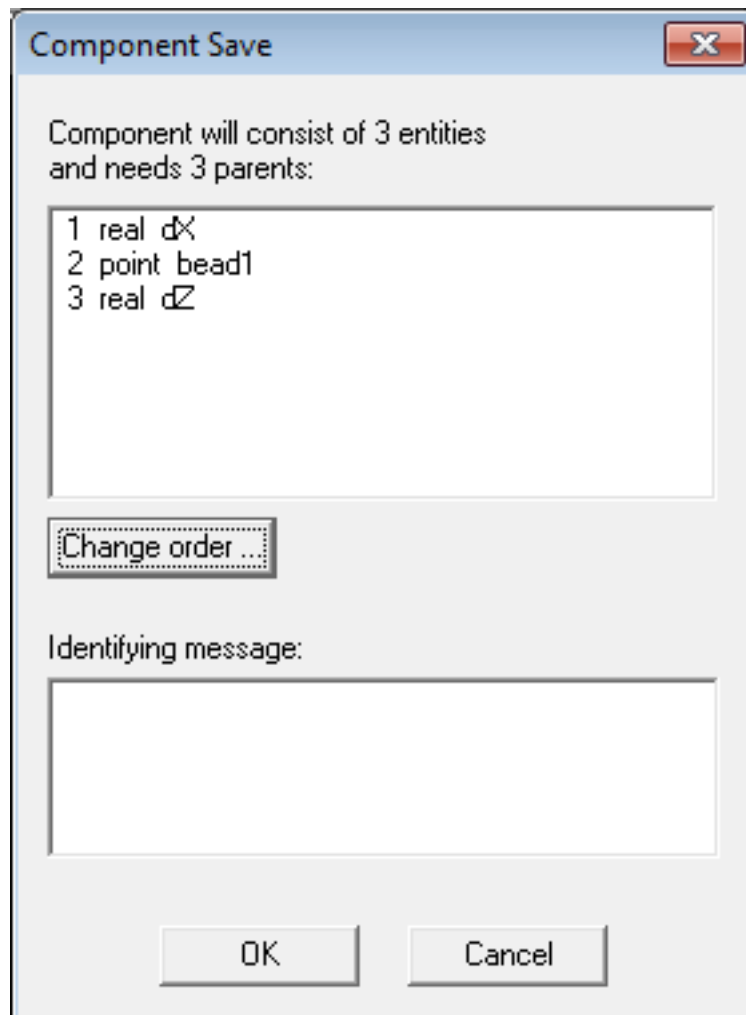 Component Save
Component will consist of 3 entities
and needs 3 parents:
1 real dX
2 point bead1
3 real dZ
Change order ...
Identifying message:
OK
Cancel